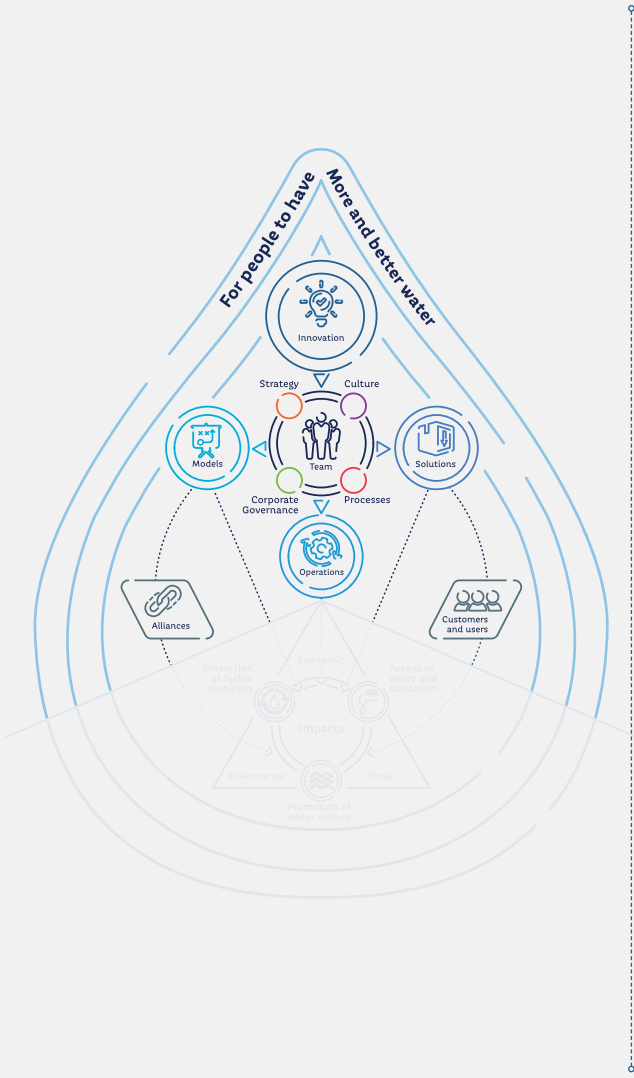 For people to have
More and better water
Innovation
Strategy
Culture
Models
Team
Solutions
Corporate
Governance
Processes
Operations
Alliances
Customers
and users
Protection
of hydric
resources
Economic
Access to
water and
sanitation
Impacts
Environmental
Social
Promotion of
water culture